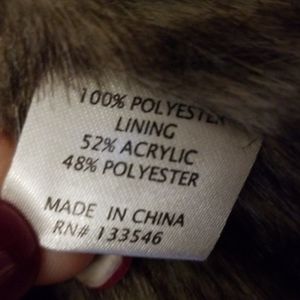 100% POLYESTER
LINING
52% ACRYLIC
48% POLYESTER
MADE IN CHINA
RN# 133546